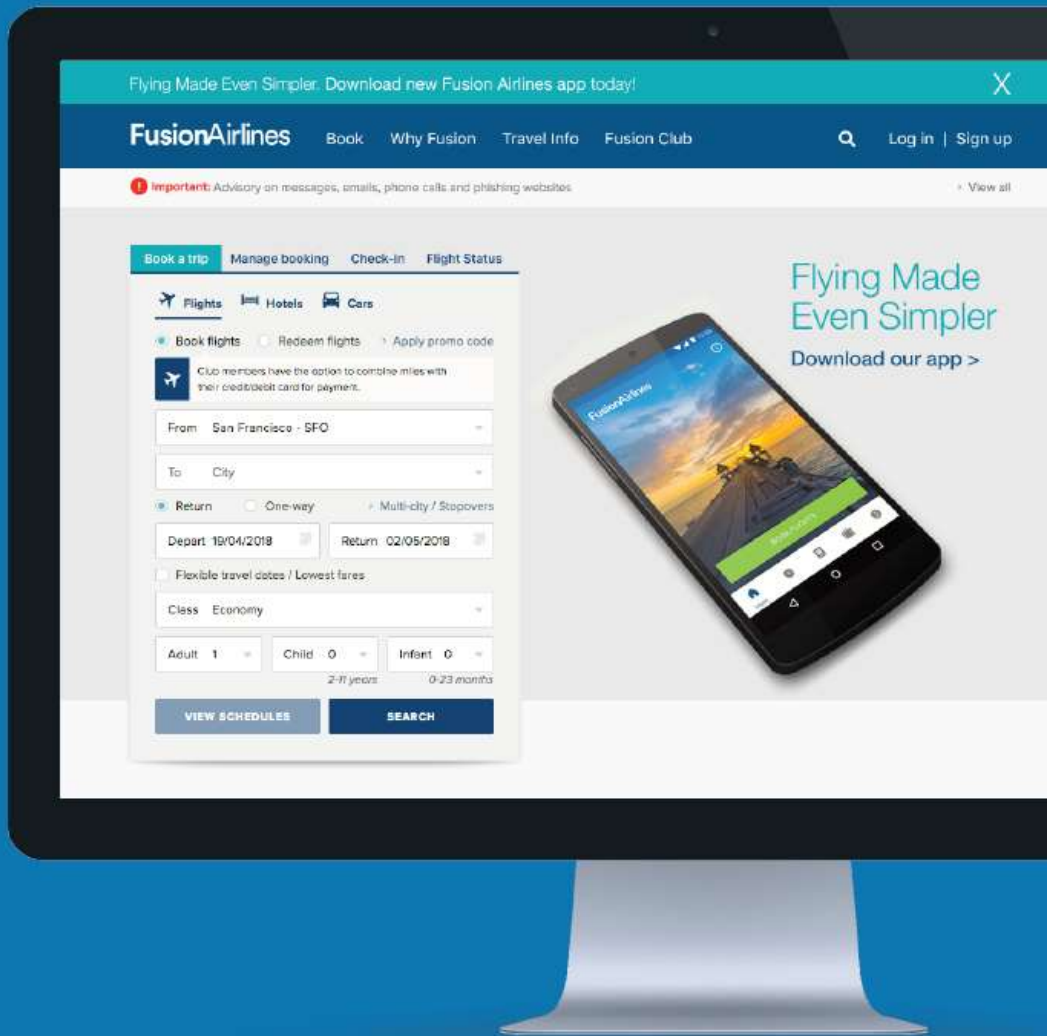 Flying Made Even Simpler. Download new Fusion Airlines app today!
X
FusionAirlines Book Why Fusion Travel Info Fusion Club Log in | Sign up
Important: Advisory on messages, emails, phone calls and phishing websites
View all
Book a trip Manage booking Check-in Flight Status
Flights Hotels Cars
Book flights Redeem flights Apply promo code
Club members have the option to combine miles with
their credit/debit card for payment.
From San Francisco - SFO
To City
Return One-way Multi-city / Stopovers
Depart 19/04/2018 Return 02/05/2018
Flexible travel dates / Lowest fares
Class Economy
Adult 1 Child 0 Infant 0
2-11 years 0-23 months
VIEW SCHEDULES SEARCH
Flying Made
Even Simpler
Download our app >
FusionAirlines